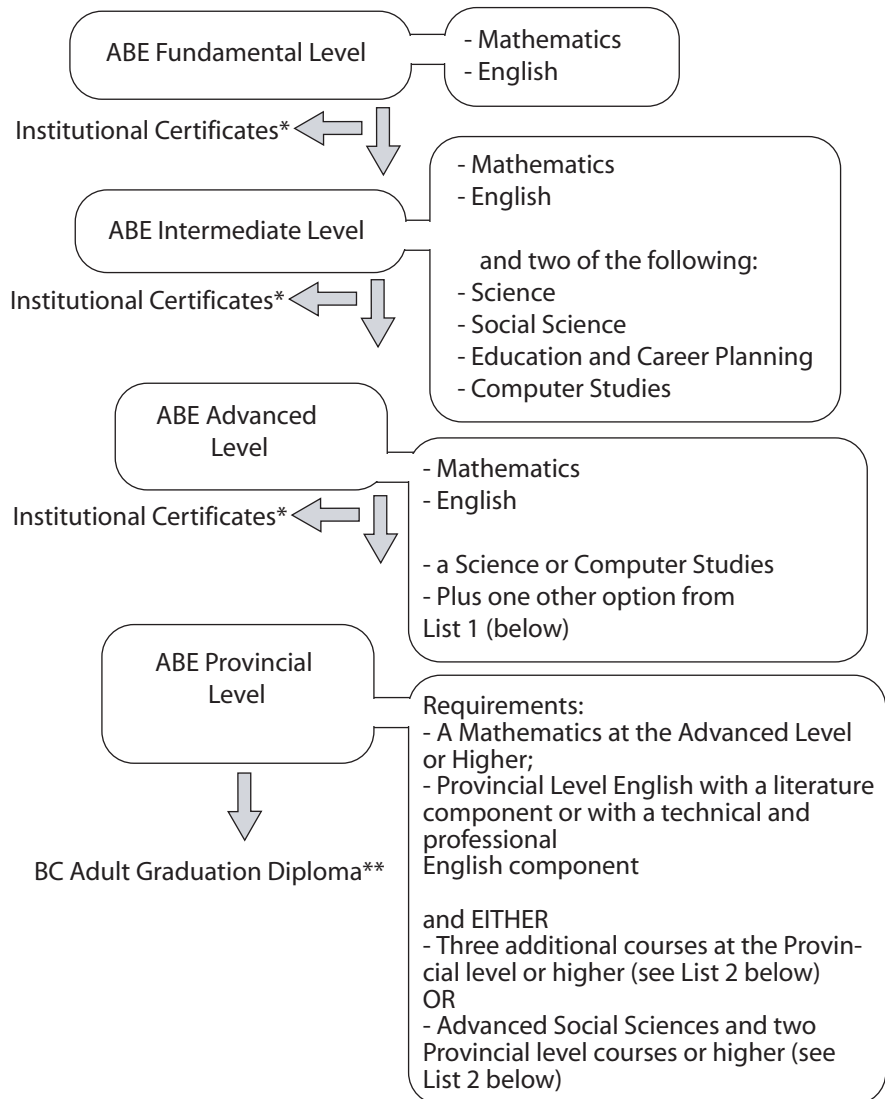 ABE Fundamental Level
- Mathematics
- English
Institutional Certificates*
ABE Intermediate Level
- Mathematics
- English
and two of the following:
- Science
- Social Science
- Education and Career Planning
- Computer Studies
Institutional Certificates*
ABE Advanced
Level
- Mathematics
- English
- a Science or Computer Studies
- Plus one other option from
List 1 (below)
Institutional Certificates*
ABE Provincial
Level
Requirements:
- A Mathematics at the Advanced Level
or Higher;
- Provincial Level English with a literature
component or with a technical and
professional
English component
and EITHER
- Three additional courses at the Provin-
cial level or higher (see List 2 below)
OR
- Advanced Social Sciences and two
Provincial level courses or higher (see
List 2 below)
BC Adult Graduation Diploma**